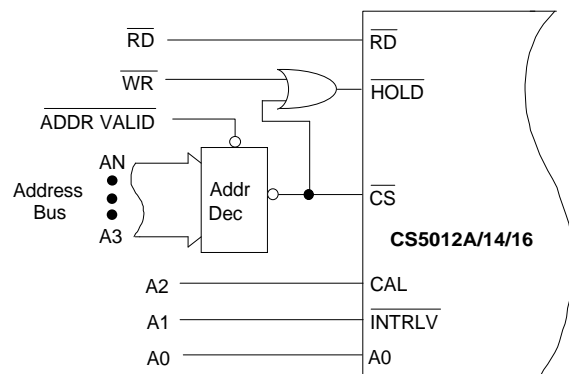 RD RD
WR HOLD
ADDR VALID
AN
Address
Bus
A3
Addr
Dec
CS
CS5012A/14/16
A2 CAL
A1 INTRLV
A0 A0